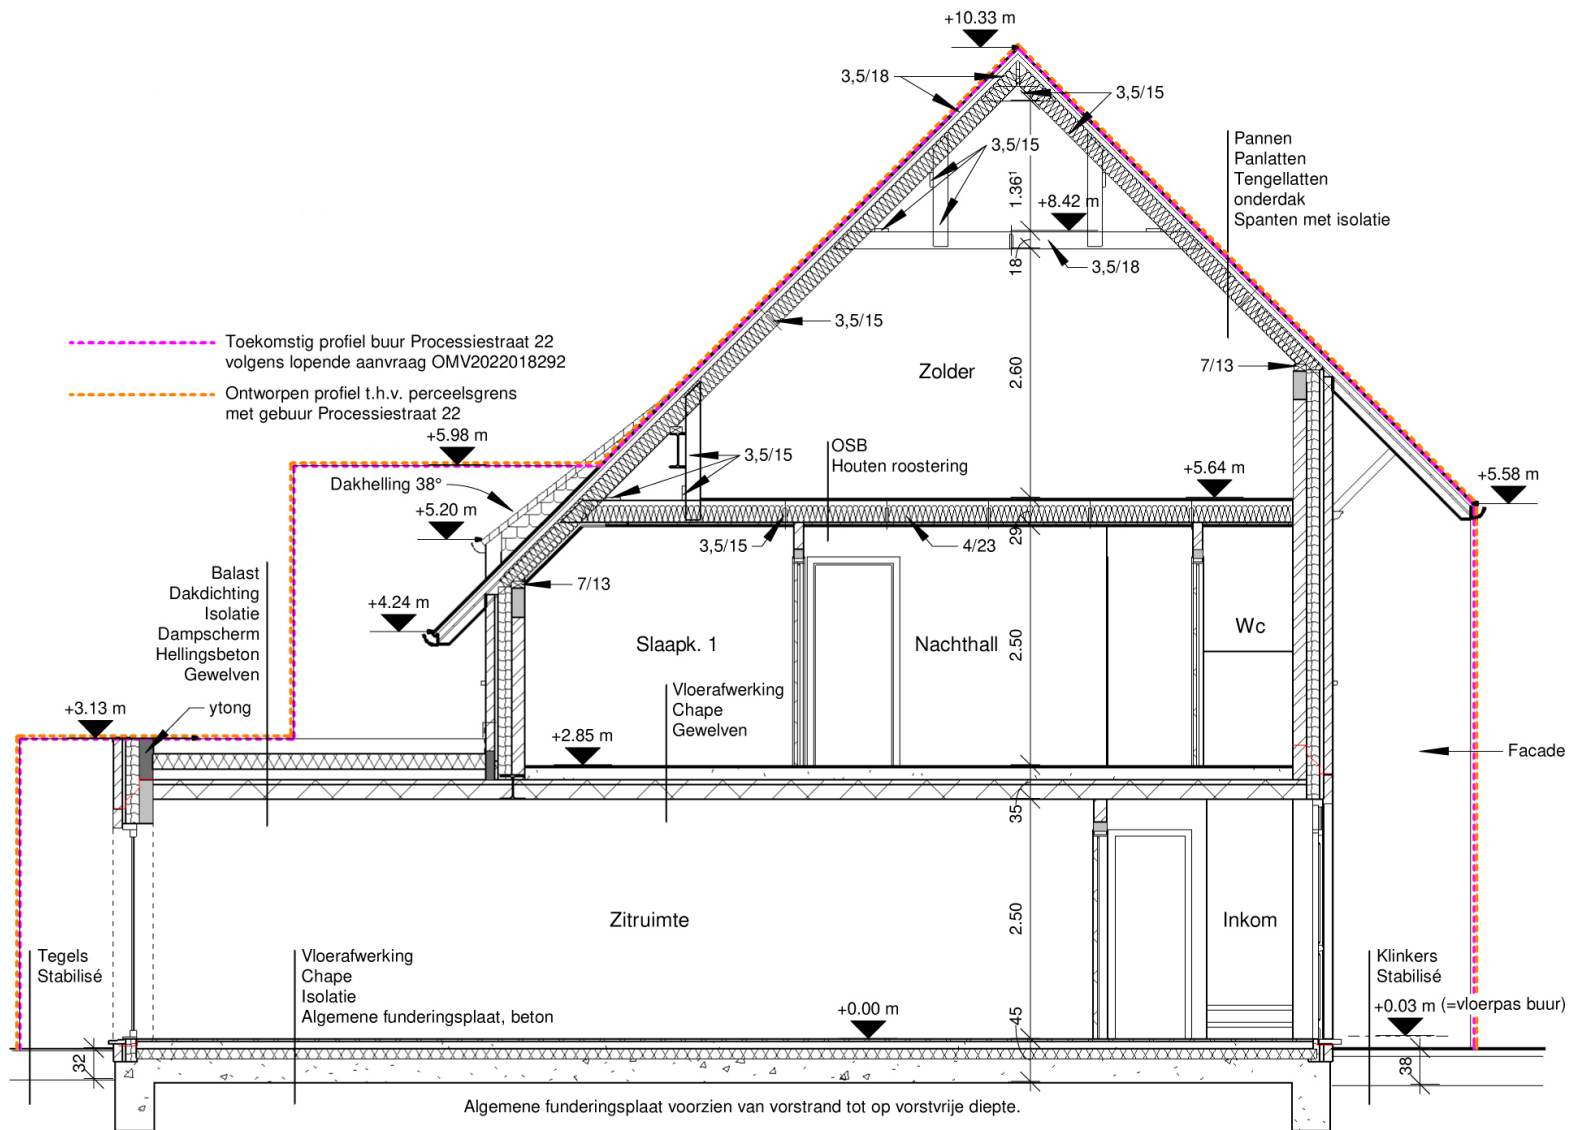 +10.33 m
3,5/18
3,5/15
3,5/15
Pannen
Panlatten
Tengellatten
onderdak
Spanten met isolatie
1.36¹
+8.42 m
18
3,5/18
3,5/15
Toekomstig profiel buur Processiestraat 22
volgens lopende aanvraag OMV2022018292
Ontworpen profiel t.h.v. perceelsgrens
met gebuur Processiestraat 22
7/13
Zolder
2.60
+5.98 m
3,5/15
OSB
Houten roostering
Dakhelling 38°
+5.64 m
+5.58 m
+5.20 m
3,5/15
4/23
29
Balast
Dakdichting
Isolatie
Dampscherm
Hellingsbeton
Gewelven
7/13
+4.24 m
Slaapk. 1
Nachthall
2.50
Wc
ytong
+3.13 m
Vloerafwerking
Chape
Gewelven
+2.85 m
Facade
35
Zitruimte
2.50
Inkom
Tegels
Stabilisé
Vloerafwerking
Chape
Isolatie
Algemene funderingsplaat, beton
+0.00 m
45
Klinkers
Stabilisé
+0.03 m (=vloerpas buur)
32
38
Algemene funderingsplaat voorzien van vorstrand tot op vorstvrije diepte.